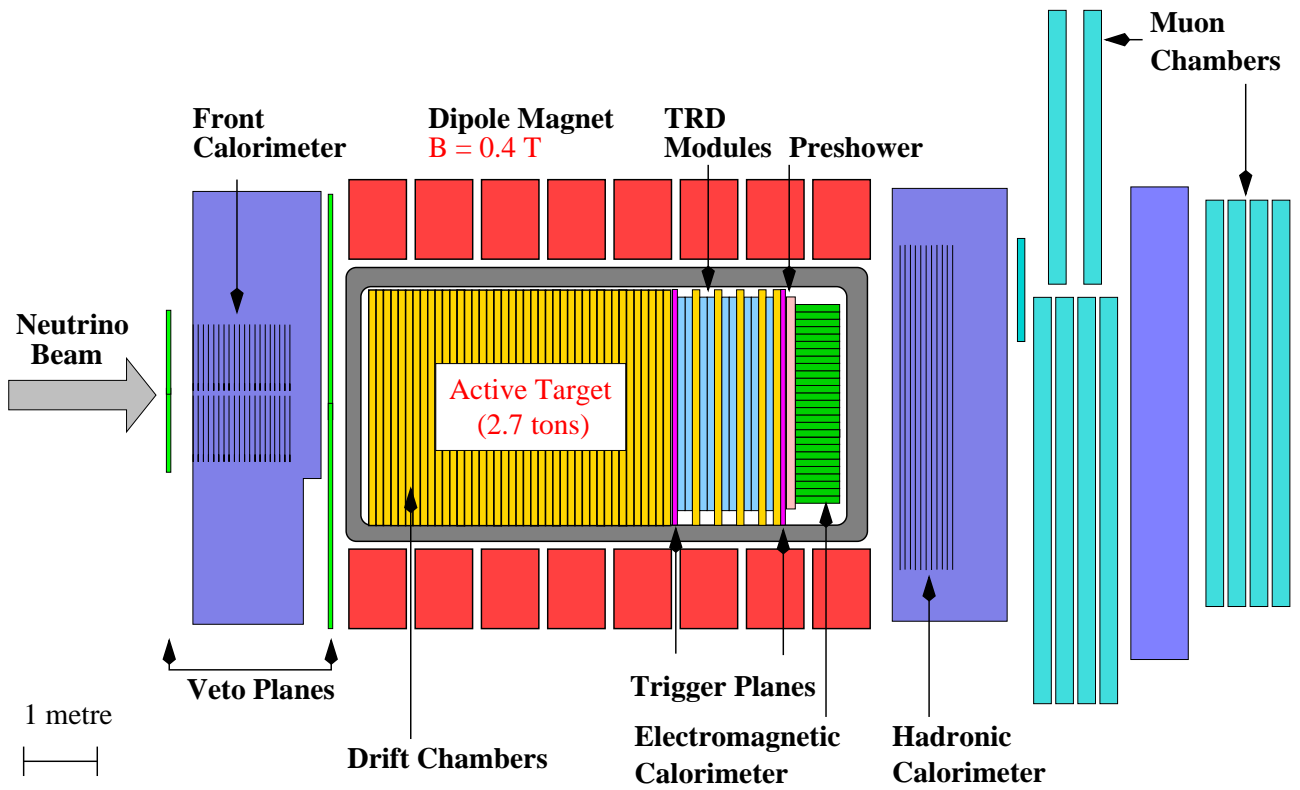 Muon
Chambers
Front
Calorimeter
Dipole Magnet
B = 0.4 T
TRD
Modules
Preshower
Neutrino
Beam
Active Target
(2.7 tons)
Veto Planes
Trigger Planes
1 metre
Drift Chambers
Electromagnetic
Calorimeter
Hadronic
Calorimeter